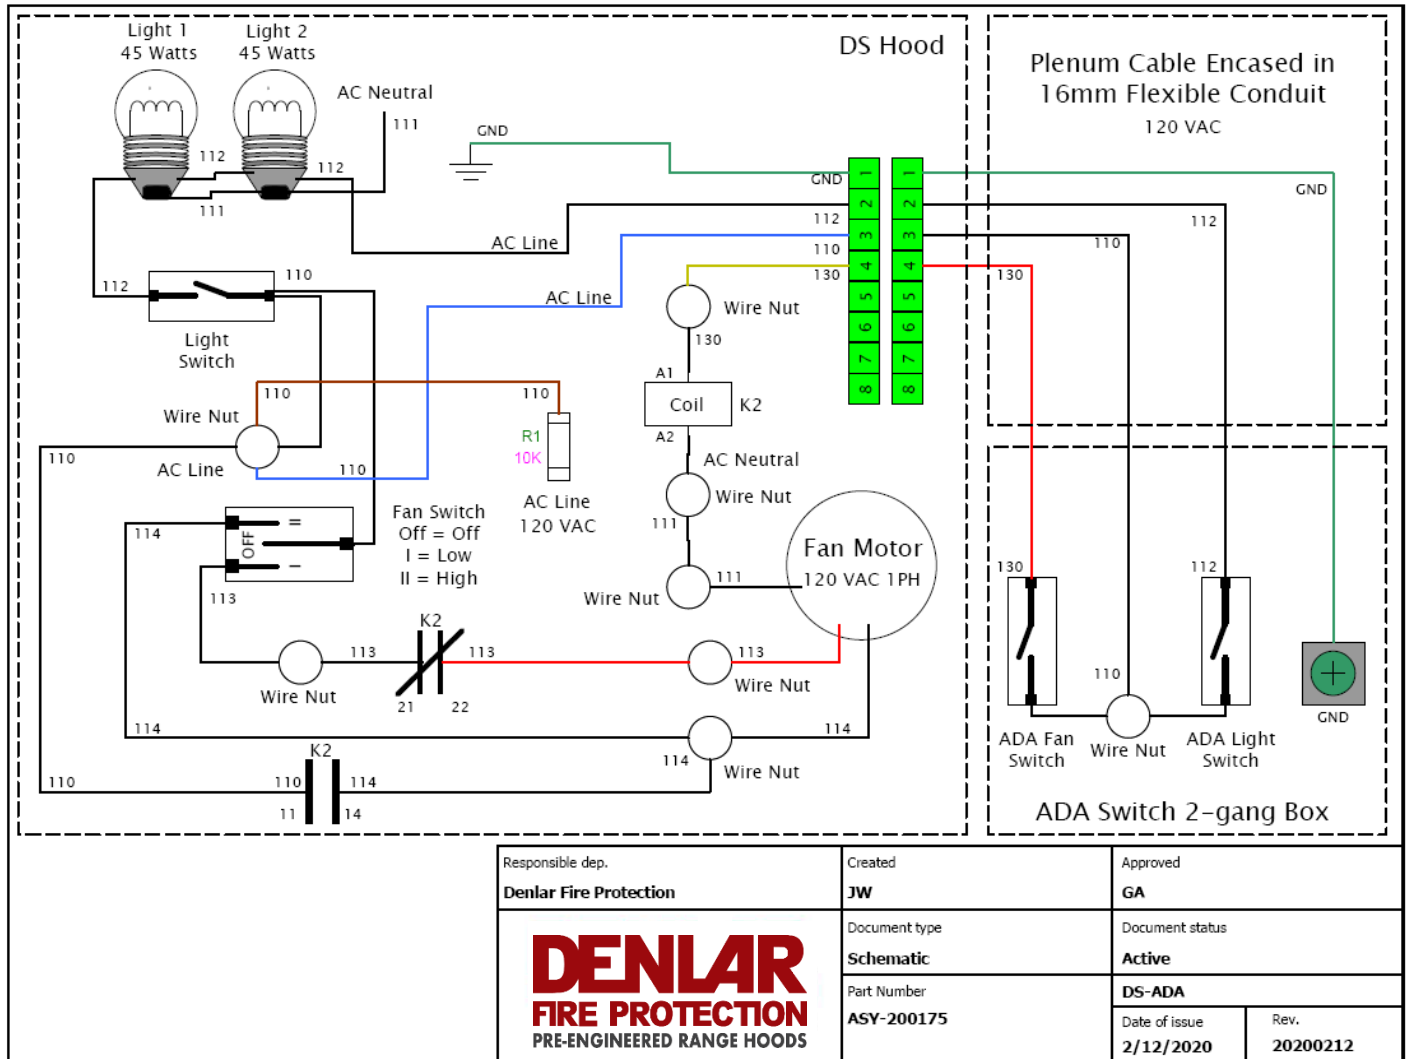 Light 1
45 Watts
Light 2
45 Watts
AC Neutral
111
GND
DS Hood
Plenum Cable Encased in
16mm Flexible Conduit
120 VAC
112
112
111
GND
1
1
GND
2
2
112
112
AC Line
3
3
110
110
4
4
130
130
112
110
AC Line
5
5
Wire Nut
6
6
130
Light
Switch
7
7
A1
8
8
110
110
Coil
K2
Wire Nut
R1
10K
A2
110
AC Line
110
AC Neutral
Wire Nut
AC Line
120 VAC
Fan Switch
Off = Off
I = Low
II = High
114
OFF
=
−
111
Fan Motor
120 VAC 1PH
111
Wire Nut
130
112
113
K2
113
113
113
Wire Nut
21
22
Wire Nut
110
GND
114
114
114
Wire Nut
ADA Fan
Switch
Wire Nut
ADA Light
Switch
K2
110
110
114
11
14
ADA Switch 2-gang Box
Responsible dep.
Denlar Fire Protection
Created
JW
Approved
GA
Document type
Schematic
Document status
Active
DENLAR
FIRE PROTECTION
PRE-ENGINEERED RANGE HOODS
Part Number
ASY-200175
DS-ADA
Date of issue
2/12/2020
Rev.
20200212